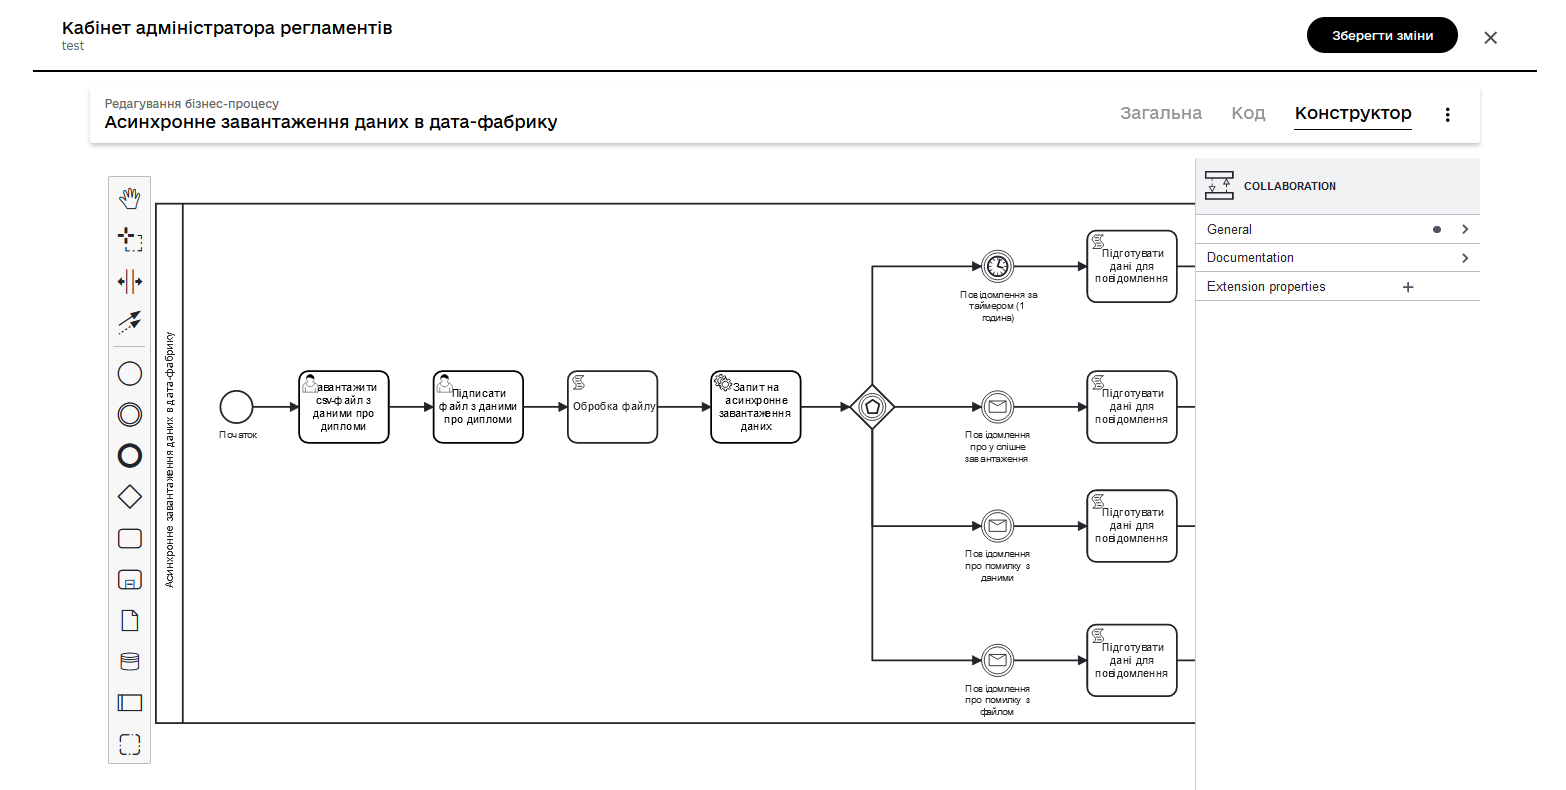 Кабінет адміністратора регламентів
test
Зберегти зміни
Редагування бізнес-процесу
Асинхронне завантаження даних в дата-фабрику
Загальна
Код
Конструктор
COLLABORATION
General
Documentation
Extension properties
Асинхронне завантаження даних в дата-фабрику
Початок
авантажити
csv-файл з
даними про
дипломи
Підписати
файл з даними
про дипломи
Обробка файлу
Запит на
асинхронне
завантаження
даних
Повідомлення за
таймером (1
година)
Підготувати
дані для
повідомлення
Повідомлення
про успішне
завантаження
Підготувати
дані для
повідомлення
Повідомлення
про помилку з
даними
Підготувати
дані для
повідомлення
Повідомлення
про помилку з
файлом
Підготувати
дані для
повідомлення